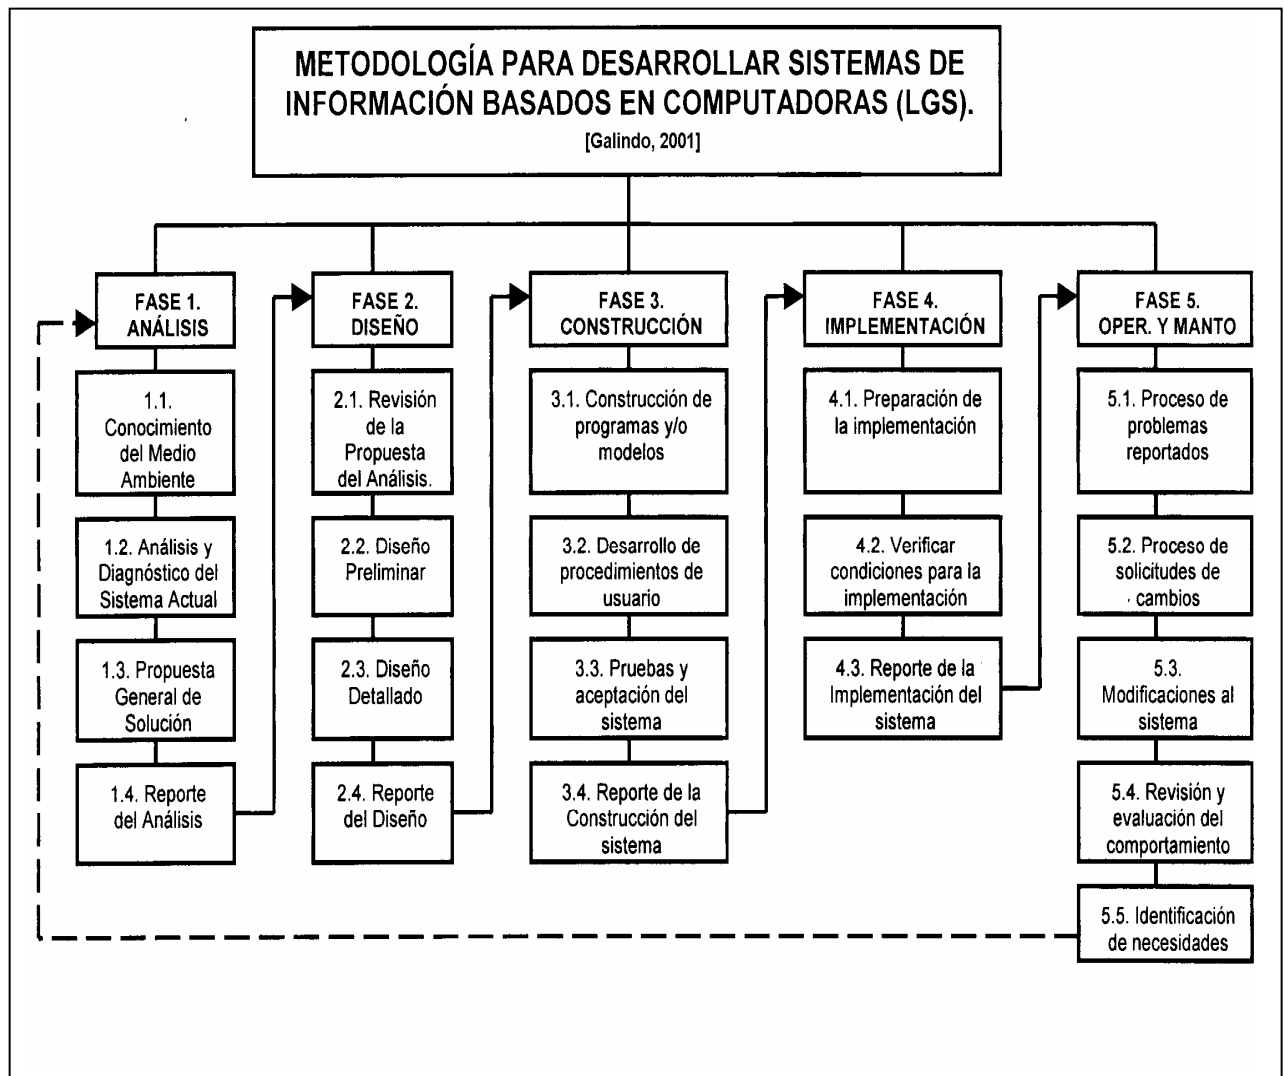 METODOLOGÍA PARA DESARROLLAR SISTEMAS DE
INFORMACIÓN BASADOS EN COMPUTADORAS (LGS).
[Galindo, 2001]
FASE 1.
ANÁLISIS
1.1.
Conocimiento
del Medio
Ambiente
1.2. Análisis y
Diagnóstico del
Sistema Actual
1.3. Propuesta
General de
Solución
1.4. Reporte
del Análisis
FASE 2.
DISEÑO
2.1. Revisión
de la
Propuesta
del Análisis.
2.2. Diseño
Preliminar
2.3. Diseño
Detallado
2.4. Reporte
del Diseño
FASE 3.
CONSTRUCCIÓN
3.1. Construcción de
programas y/o
modelos
3.2. Desarrollo de
procedimientos de
usuario
3.3. Pruebas y
aceptación del
sistema
3.4. Reporte de la
Construcción del
sistema
FASE 4.
IMPLEMENTACIÓN
4.1. Preparación de
la implementación
4.2. Verificar
condiciones para la
implementación
4.3. Reporte de la
Implementación del
sistema
FASE 5.
OPER. Y MANTO
5.1. Proceso de
problemas
reportados
5.2. Proceso de
solicitudes de
cambios
5.3.
Modificaciones al
sistema
5.4. Revisión y
evaluación del
comportamiento
5.5. Identificación
de necesidades